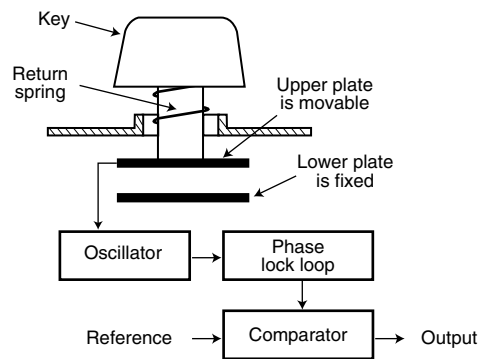 Key
Return
spring
Upper plate
is movable
Lower plate
is fixed
Oscillator
Phase
lock loop
Reference
Comparator
Output